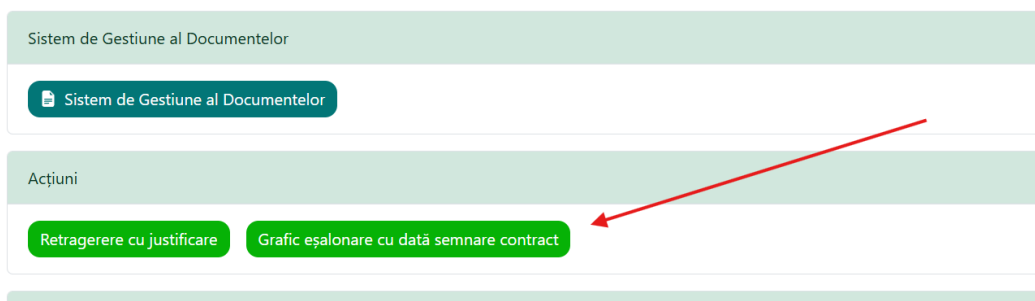 Sistem de Gestiune al Documentelor
Sistem de Gestiune al Documentelor
Acțiuni
Retragerere cu justificare
Grafic eșalonare cu dată semnare contract